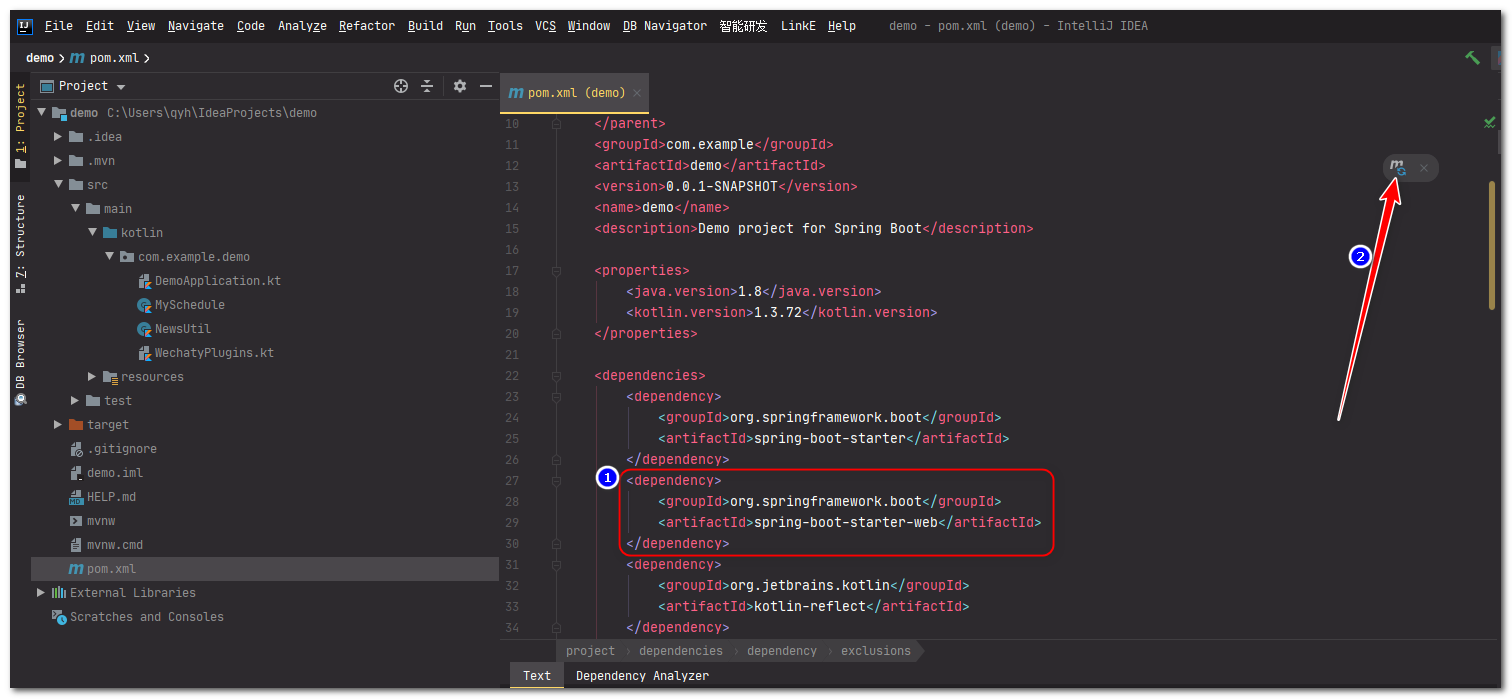 IJ File Edit View Navigate Code Analyze Refactor Build Run Tools VCS Window DB Navigator 智能研发 LinkE Help demo - pom.xml (demo) - IntelliJ IDEA
demo m pom.xml
Project
m pom.xml (demo)
1: Project
7: Structure
DB Browser
demo C:\Users\qyh\IdeaProjects\demo
.idea
.mvn
src
main
kotlin
com.example.demo
DemoApplication.kt
MySchedule
NewsUtil
WechatyPlugins.kt
resources
test
target
.gitignore
demo.iml
HELP.md
mvnw
mvnw.cmd
m pom.xml
External Libraries
Scratches and Consoles
10 </parent>
11 <groupId>com.example</groupId>
12 <artifactId>demo</artifactId>
13 <version>0.0.1-SNAPSHOT</version>
14 <name>demo</name>
15 <description>Demo project for Spring Boot</description>
16
17 <properties>
18 <java.version>1.8</java.version>
19 <kotlin.version>1.3.72</kotlin.version>
20 </properties>
21
22 <dependencies>
23 <dependency>
24 <groupId>org.springframework.boot</groupId>
25 <artifactId>spring-boot-starter</artifactId>
26 </dependency>
27 <dependency>
28 <groupId>org.springframework.boot</groupId>
29 <artifactId>spring-boot-starter-web</artifactId>
30 </dependency>
31 <dependency>
32 <groupId>org.jetbrains.kotlin</groupId>
33 <artifactId>kotlin-reflect</artifactId>
34 </dependency>
1
m
2
project dependencies dependency exclusions
Text Dependency Analyzer